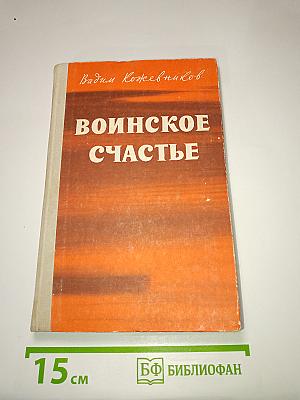 Вадим Кожевников
ВОИНСКОЕ
СЧАСТЬЕ
15 см
БФ БИБЛИОФАН